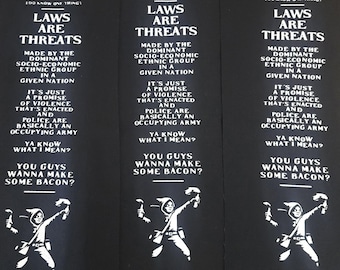 YOU KNOW ONE THING?
LAWS
ARE
THREATS
MADE BY THE
DOMINANT
SOCIO-ECONOMIC
ETHNIC GROUP
IN A
GIVEN NATION
IT'S JUST
A PROMISE
OF VIOLENCE
THAT'S ENACTED
AND
POLICE ARE
BASICALLY AN
OCCUPYING ARMY
YA KNOW
WHAT I MEAN?
YOU GUYS
WANNA MAKE
SOME BACON?
LAWS
ARE
THREATS
MADE BY THE
DOMINANT
SOCIO-ECONOMIC
ETHNIC GROUP
IN A
GIVEN NATION
IT'S JUST
A PROMISE
OF VIOLENCE
THAT'S ENACTED
AND
POLICE ARE
BASICALLY AN
OCCUPYING ARMY
YA KNOW
WHAT I MEAN?
YOU GUYS
WANNA MAKE
SOME BACON?
LAWS
ARE
THREATS
MADE BY THE
DOMINANT
SOCIO-ECONOMIC
ETHNIC GROUP
IN A
GIVEN NATION
IT'S JUST
A PROMISE
OF VIOLENCE
THAT'S ENACTED
AND
POLICE ARE
BASICALLY AN
OCCUPYING ARMY
YA KNOW
WHAT I MEAN?
YOU GUYS
WANNA MAKE
SOME BACON?